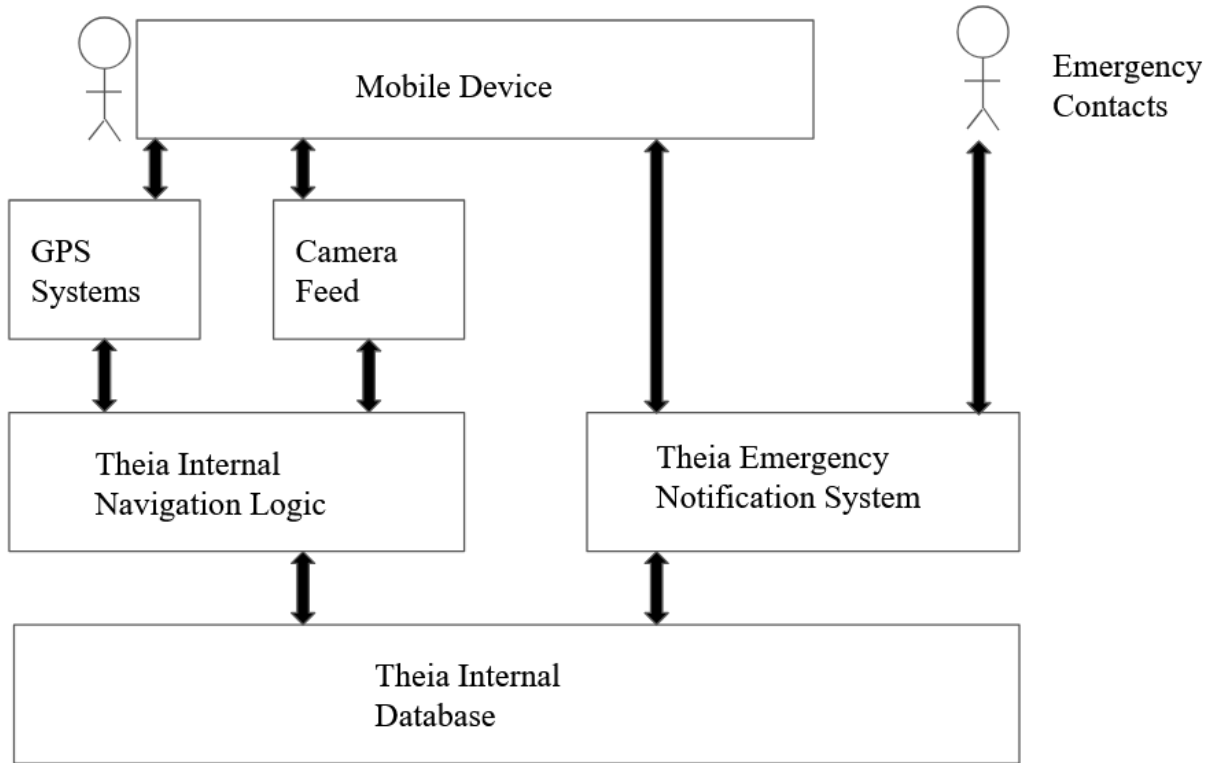 Mobile Device
Emergency
Contacts
GPS
Systems
Camera
Feed
Theia Internal
Navigation Logic
Theia Emergency
Notification System
Theia Internal
Database